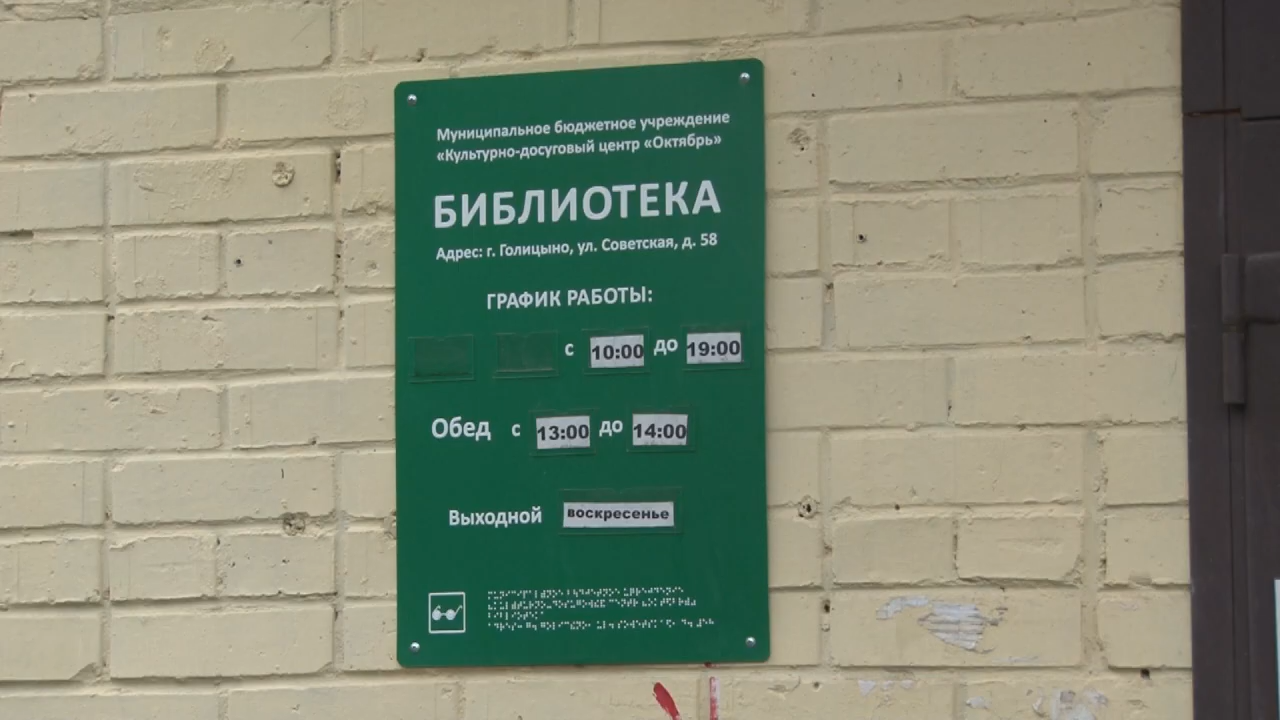 Муниципальное бюджетное учреждение
«Культурно-досуговый центр «Октябрь»
БИБЛИОТЕКА
Адрес: г. Голицыно, ул. Советская, д. 58
ГРАФИК РАБОТЫ:
с 10:00 до 19:00
Обед с 13:00 до 14:00
Выходной воскресенье